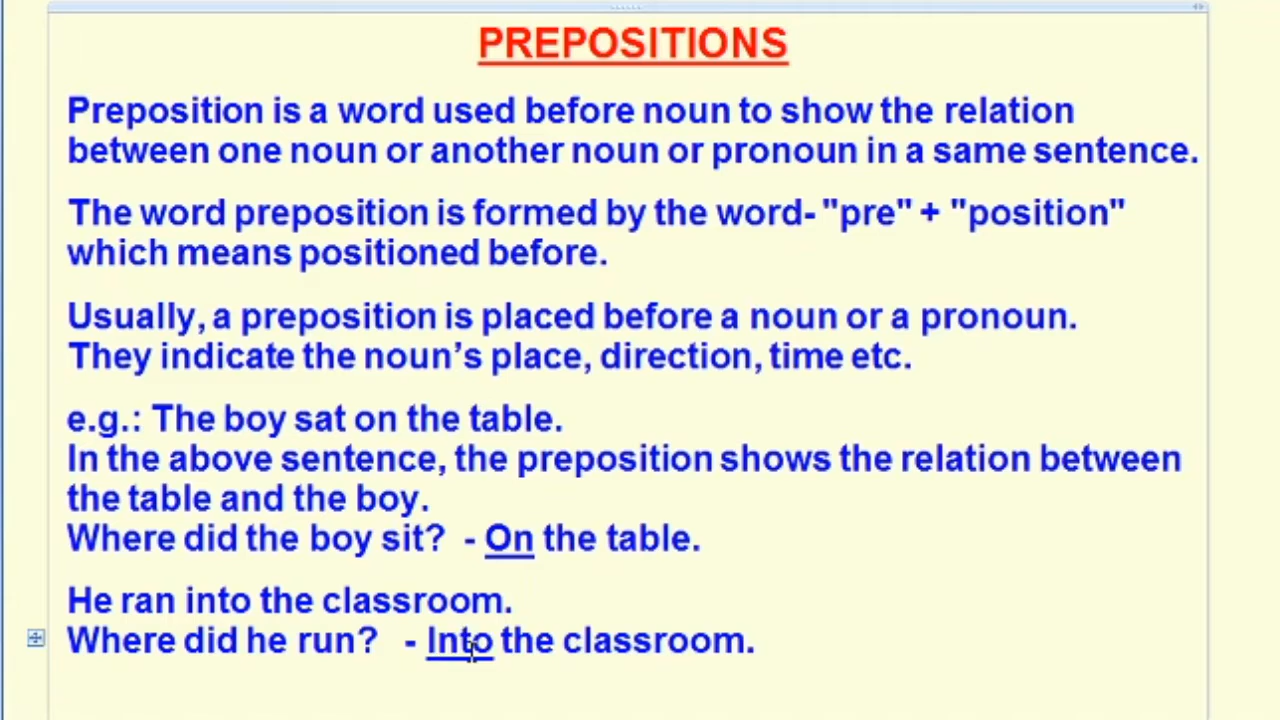 PREPOSITIONS
Preposition is a word used before noun to show the relation
between one noun or another noun or pronoun in a same sentence.
The word preposition is formed by the word- "pre" + "position"
which means positioned before.
Usually, a preposition is placed before a noun or a pronoun.
They indicate the noun’s place, direction, time etc.
e.g.: The boy sat on the table.
In the above sentence, the preposition shows the relation between
the table and the boy.
Where did the boy sit?  - On the table.
He ran into the classroom.
Where did he run?   - Into the classroom.